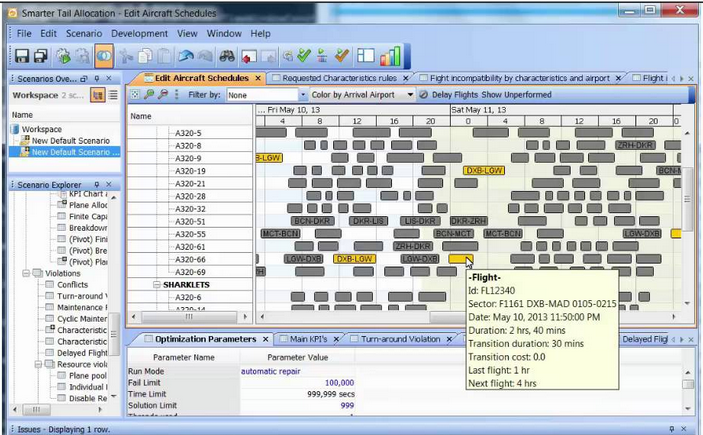 Smarter Tail Allocation - Edit Aircraft Schedules
File Edit Scenario Development View Window Help
Scenarios Ove...
Workspace 2 sc...
Name
Workspace
New Default Scenario
New Default Scenario ...
Scenario Explorer
KPI Chart
Plane Alloc
Finite Capa
Breakdown
(Pivot) Fini
(Pivot) Bre
(Pivot) Plan
Violations
Conflicts
Turn-around
Maintenance
Cyclic Mainter
Characteristic
Characteristic
Delayed Flight
Resource viol
Plane pool
Individual
Disable Re
Edit Aircraft Schedules Requested Characteristics rules Flight incompatibility by characteristics and airport Flight
Filter by: None Color by Arrival Airport Delay Flights Show Unperformed
Name
... Fri May 10, 13 Sat May 11, 13
4 8 12 16 20 0 4 8 12 16 20 0
A320-5
A320-8 ZRH-DKR
A320-9 B-LGW
A320-19 DXB-LGW BCN-M
A320-21
A320-28
A320-32
A320-51 BCN-DKR DKR-LIS LIS-DKR DKR-ZRH
A320-55 MCT-BCN BCN-MCT MCT-BCN LGW-DXB
A320-61 ZRH-DKR
A320-66 LGW-DXB DXB-LGW LGW-DXB
A320-69
SHARKLETS
A320-6
A320-14
-Flight-
Id: FL12340
Sector: F1161 DXB-MAD 0105-0215
Date: May 10, 2013 11:50:00 PM
Duration: 2 hrs, 40 mins
Transition duration: 30 mins
Transition cost: 0.0
Last flight: 1 hr
Next flight: 4 hrs
Optimization Parameters Main KPI's Turn-around Violation Delayed Fligh
Parameter Name Parameter Value
Run Mode automatic repair
Fail Limit 100,000
Time Limit 999,999 secs
Solution Limit 999
Issues - Displaying 1 row.